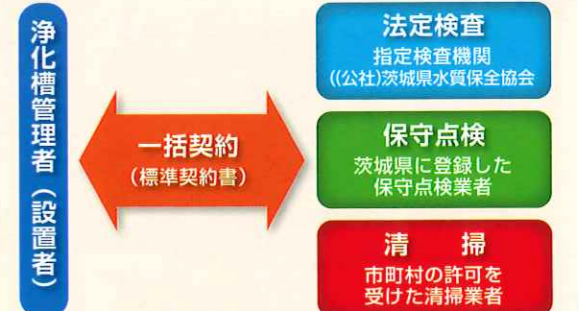 浄化槽管理者（設置者）
一括契約
（標準契約書）
法定検査
指定検査機関
((公社)茨城県水質保全協会
保守点検
茨城県に登録した
保守点検業者
清　掃
市町村の許可を
受けた清掃業者